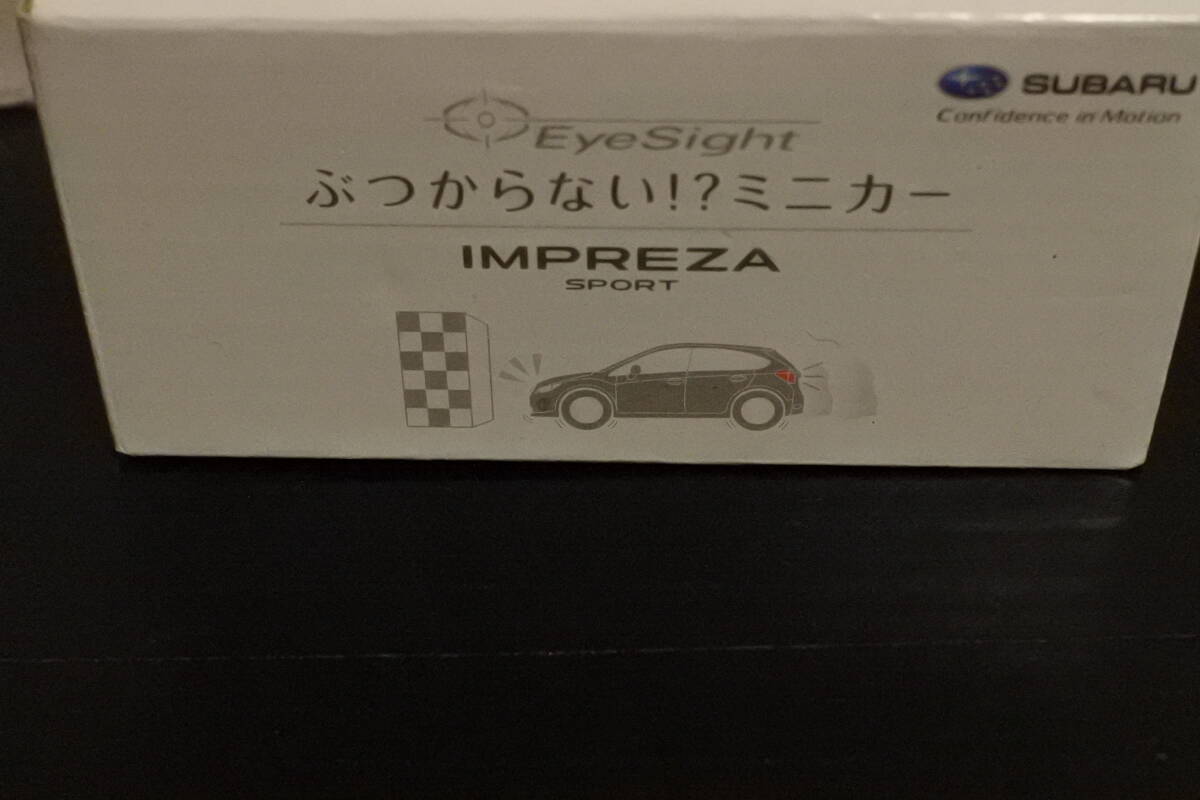 SUBARU
Confidence in Motion
EyeSight
ぶつからない!?ミニカー
IMPREZA
SPORT